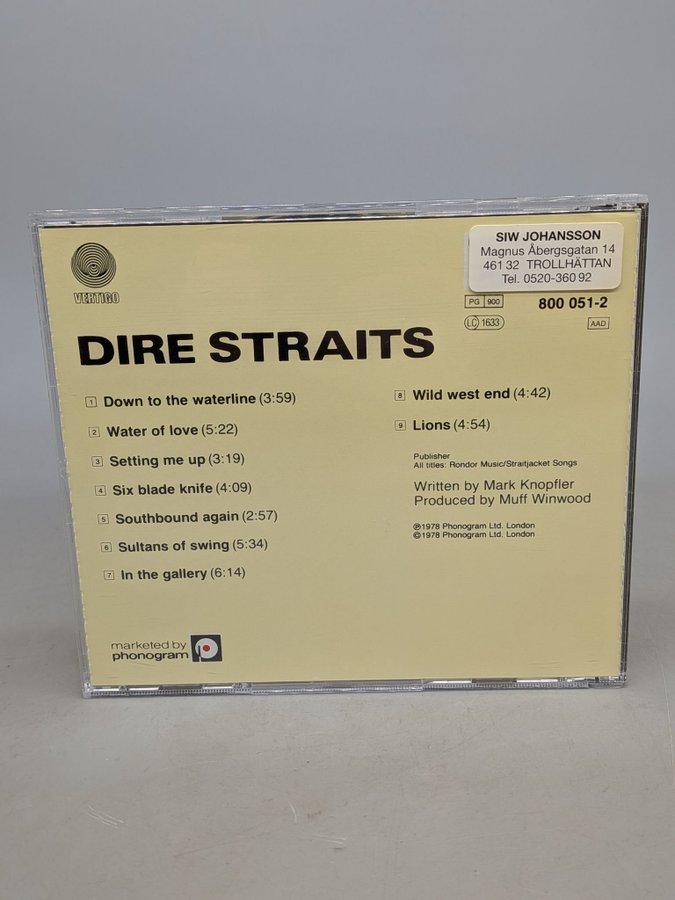 SIW JOHANSSON
Magnus Åbergsgatan 14
461 32 TROLLHÄTTAN
Tel. 0520-360 92
VERTIGO
PG 900
800 051-2
LC 1633
AAD
DIRE STRAITS
1 Down to the waterline (3:59)
2 Water of love (5:22)
3 Setting me up (3:19)
4 Six blade knife (4:09)
5 Southbound again (2:57)
6 Sultans of swing (5:34)
7 In the gallery (6:14)
8 Wild west end (4:42)
9 Lions (4:54)
Publisher
All titles: Rondor Music/Straitjacket Songs
Written by Mark Knopfler
Produced by Muff Winwood
℗1978 Phonogram Ltd. London
©1978 Phonogram Ltd. London
marketed by
phonogram